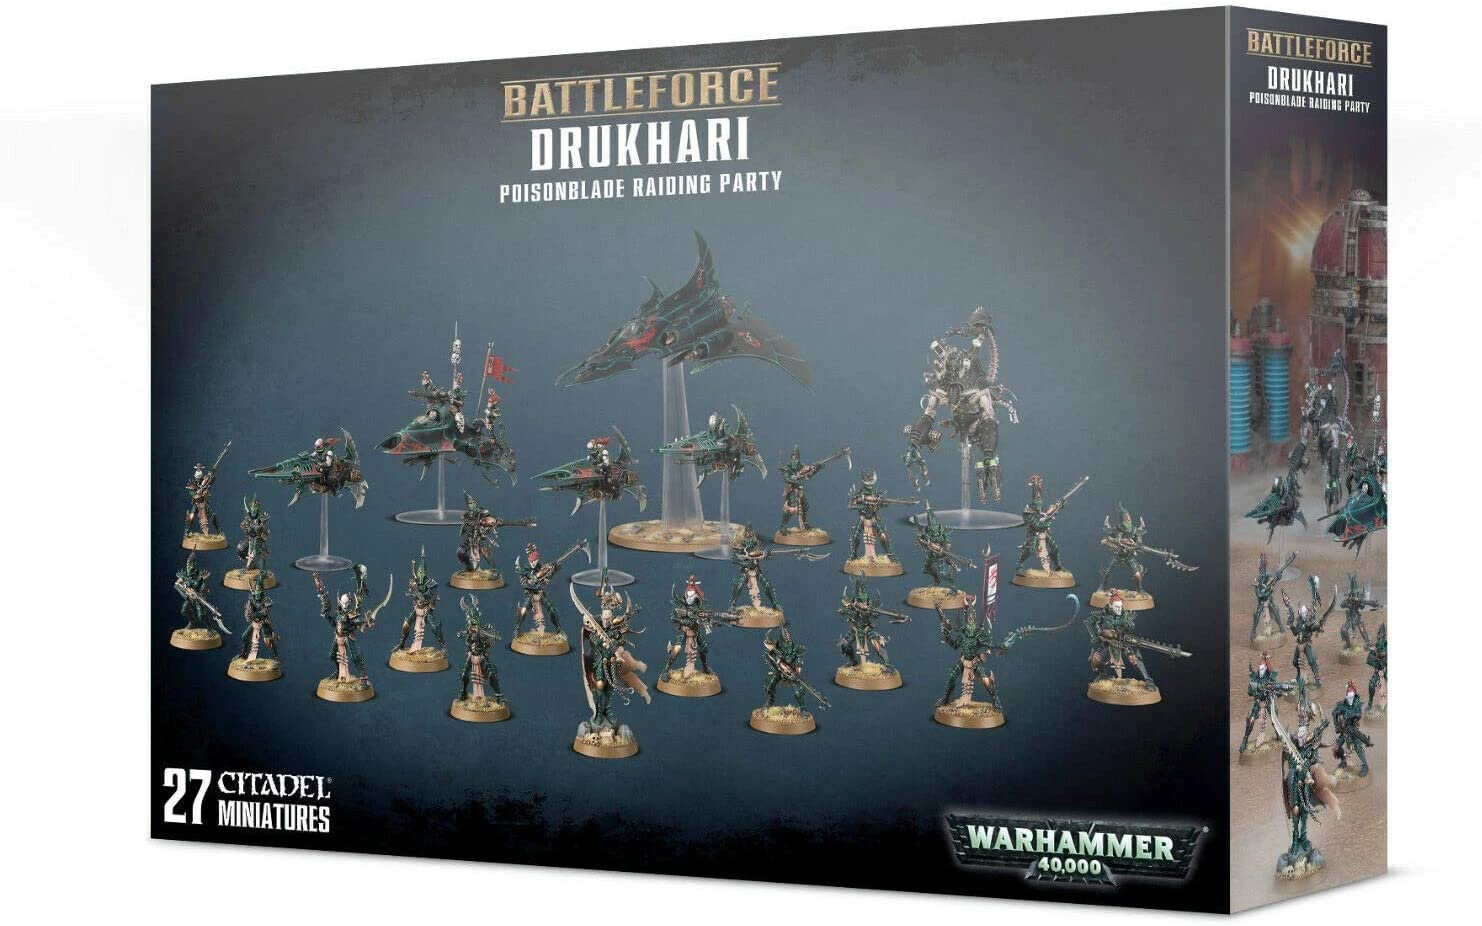 BATTLEFORCE
DRUKHARI
POISONBLADE RAIDING PARTY
27 CITADEL®
MINIATURES
WARHAMMER®
40,000
BATTLEFORCE
DRUKHARI
POISONBLADE RAIDING PARTY